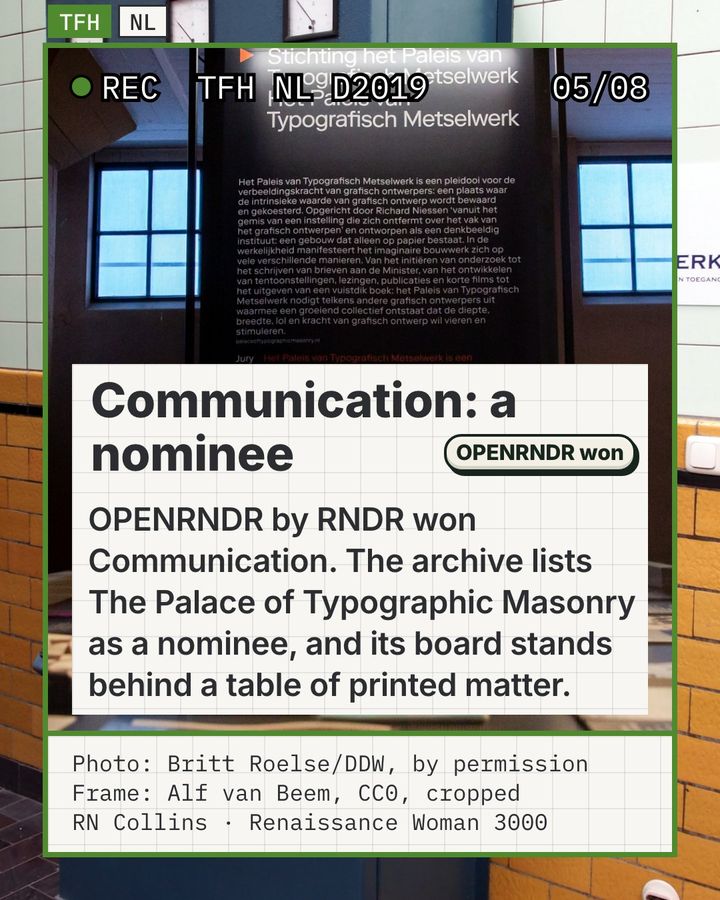 TFH NL
Stichting het Paleis van
Typografisch Metselwerk
REC TFH NL D2019 05/08
Het Paleis van
Typografisch Metselwerk
Het Paleis van Typografisch Metselwerk is een pleidooi voor de
verbeeldingskracht van grafisch ontwerpers: een plaats waar
de intrinsieke waarde van grafisch ontwerp wordt bewaard
en gekoesterd. Opgericht door Richard Niessen 'vanuit het
gemis van een instelling die zich ontfermt over het vak van
het grafisch ontwerpen' en ontworpen als een denkbeeldig
instituut: een gebouw dat alleen op papier bestaat. In de
werkelijkheid manifesteert het imaginaire bouwwerk zich op
vele verschillende manieren. Van het initiëren van onderzoek tot
het schrijven van brieven aan de Minister, van het ontwikkelen
van tentoonstellingen, lezingen, publicaties en korte films tot
het uitgeven van een vuistdik boek: het Paleis van Typografisch
Metselwerk nodigt telkens andere grafisch ontwerpers uit
waarmee een groeiend collectief ontstaat dat de diepte,
breedte, lol en kracht van grafisch ontwerp wil vieren en
stimuleren.
palaceoftypographicmasonry.nl
Jury Het Paleis van Typografisch Metselwerk is een
ERK
N TOEGANG
Communication: a
nominee
OPENRNDR won
OPENRNDR by RNDR won
Communication. The archive lists
The Palace of Typographic Masonry
as a nominee, and its board stands
behind a table of printed matter.
Photo: Britt Roelse/DDW, by permission
Frame: Alf van Beem, CC0, cropped
RN Collins · Renaissance Woman 3000